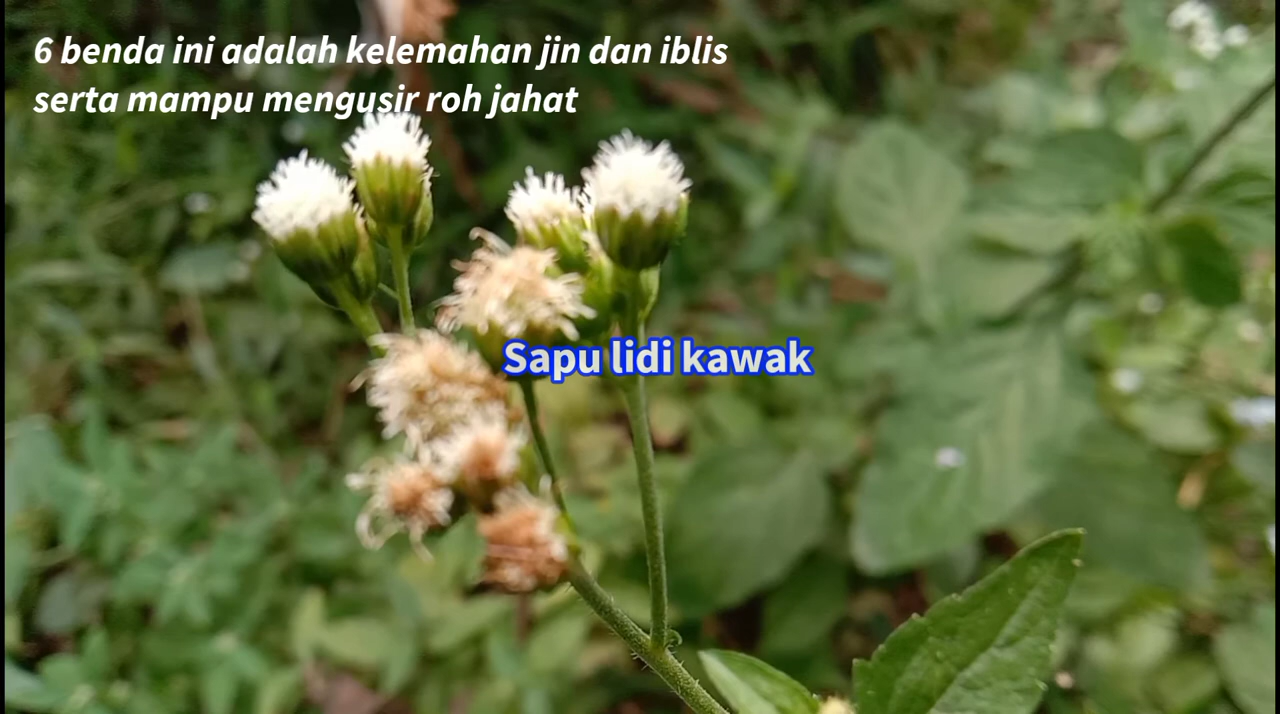 6 benda ini adalah kelemahan jin dan iblis
serta mampu mengusir roh jahat
Sapu lidi kawak